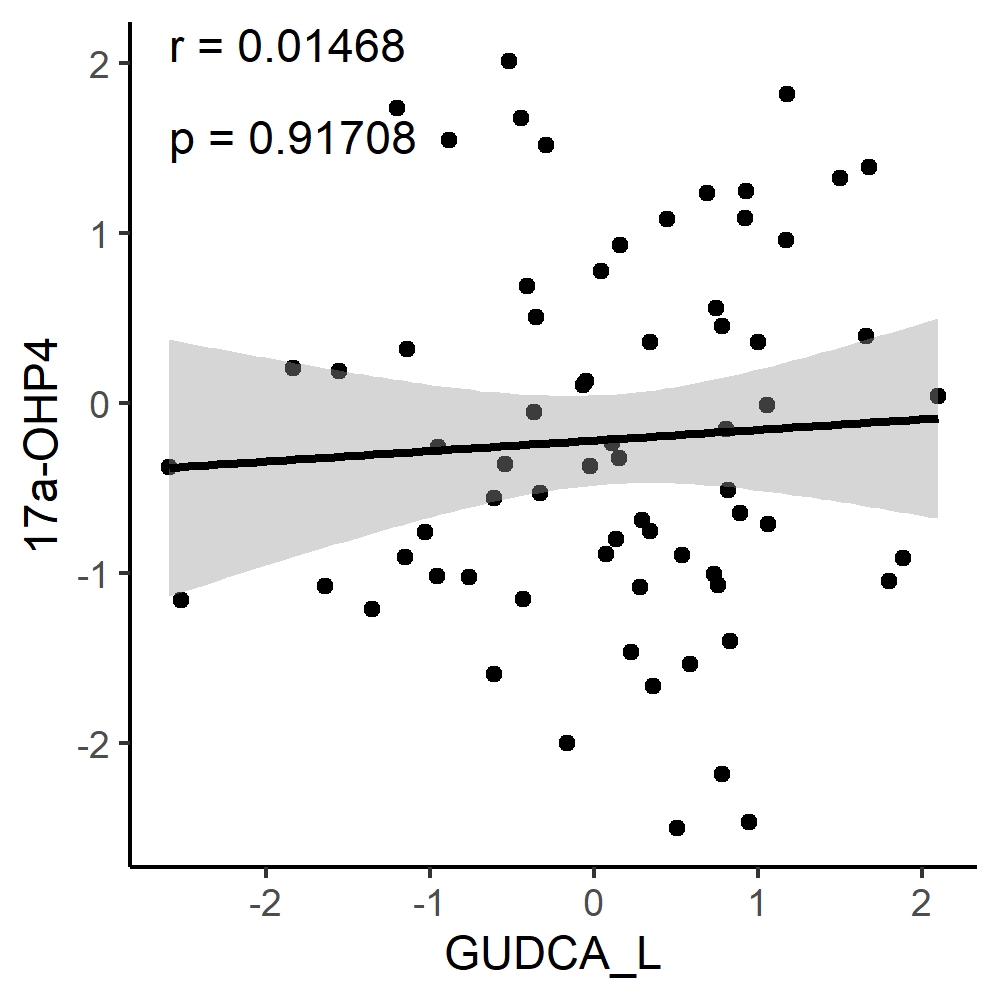 r = 0.01468
p = 0.91708
2
1
0
-1
-2
17a-OHP4
-2 -1 0 1 2
GUDCA_L